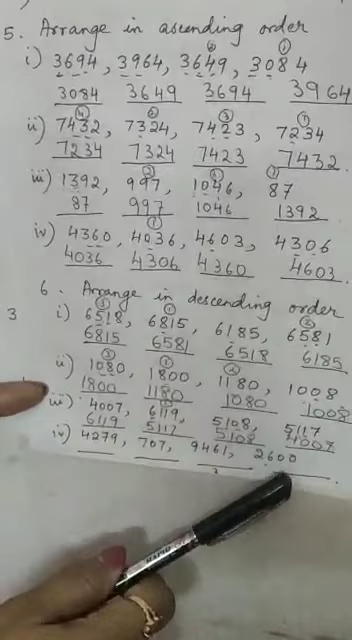 5. Arrange in ascending order
i) 3694, 3964, 3649, 3084
3084 3649 3694 3964
ii) 7432, 7324, 7423, 7234
7234 7324 7423 7432
iii) 1392, 997, 1046, 87
87 997 1046 1392
iv) 4360, 4036, 4603, 4306
4036 4306 4360 4603
6. Arrange in descending order
3 i) 6518, 6815, 6185, 6581
6815 6581 6518 6185
ii) 1080, 1800, 1180, 1008
1800 1180 1080 1008
iii) 4007, 6119, 5108, 5117
6119 5117 5108 4007
iv) 4279, 707, 9461, 2600